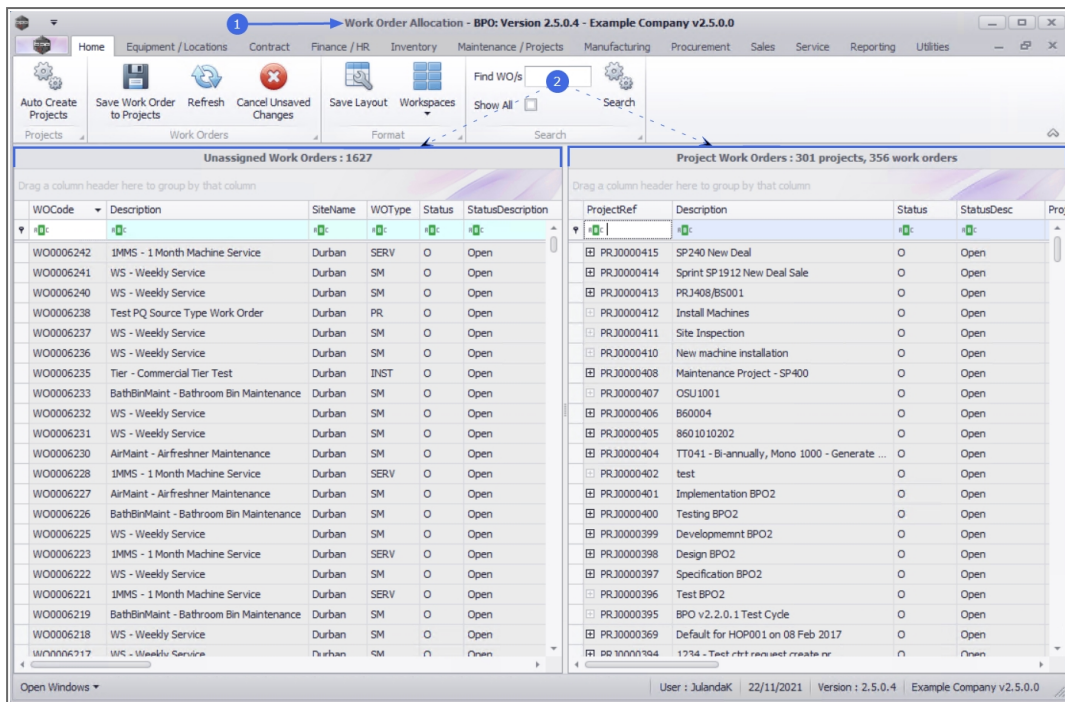 1
Work Order Allocation - BPO: Version 2.5.0.4 - Example Company v2.5.0.0
Home Equipment / Locations Contract Finance / HR Inventory Maintenance / Projects Manufacturing Procurement Sales Service Reporting Utilities
Find WO/s 2
Auto Create Projects Save Work Order to Projects Refresh Cancel Unsaved Changes Save Layout Workspaces Show All Search
Projects Work Orders Format Search
Unassigned Work Orders : 1627 Project Work Orders : 301 projects, 356 work orders
Drag a column header here to group by that column Drag a column header here to group by that column
WOCode Description SiteName WOType Status StatusDescription ProjectRef Description Status StatusDesc Proj
WO0006242 1MMS - 1 Month Machine Service Durban SERV O Open PRJ0000415 SP240 New Deal O Open
WO0006241 WS - Weekly Service Durban SM O Open PRJ0000414 Sprint SP1912 New Deal Sale O Open
WO0006240 WS - Weekly Service Durban SM O Open PRJ0000413 PRJ408/BS001 O Open
WO0006238 Test PQ Source Type Work Order Durban PR O Open PRJ0000412 Install Machines O Open
WO0006237 WS - Weekly Service Durban SM O Open PRJ0000411 Site Inspection O Open
WO0006236 WS - Weekly Service Durban SM O Open PRJ0000410 New machine installation O Open
WO0006235 Tier - Commercial Tier Test Durban INST O Open PRJ0000408 Maintenance Project - SP400 O Open
WO0006233 BathBinMaint - Bathroom Bin Maintenance Durban SM O Open PRJ0000407 OSU1001 O Open
WO0006232 WS - Weekly Service Durban SM O Open PRJ0000406 B60004 O Open
WO0006231 WS - Weekly Service Durban SM O Open PRJ0000405 8601010202 O Open
WO0006230 AirMaint - Airfreshner Maintenance Durban SM O Open PRJ0000404 TT041 - Bi-annually, Mono 1000 - Generate ... O Open
WO0006228 1MMS - 1 Month Machine Service Durban SERV O Open PRJ0000402 test O Open
WO0006227 AirMaint - Airfreshner Maintenance Durban SM O Open PRJ0000401 Implementation BPO2 O Open
WO0006226 BathBinMaint - Bathroom Bin Maintenance Durban SM O Open PRJ0000400 Testing BPO2 O Open
WO0006225 WS - Weekly Service Durban SM O Open PRJ0000399 Developmemnt BPO2 O Open
WO0006223 1MMS - 1 Month Machine Service Durban SERV O Open PRJ0000398 Design BPO2 O Open
WO0006222 WS - Weekly Service Durban SM O Open PRJ0000397 Specification BPO2 O Open
WO0006221 1MMS - 1 Month Machine Service Durban SERV O Open PRJ0000396 Test BPO2 O Open
WO0006219 BathBinMaint - Bathroom Bin Maintenance Durban SM O Open PRJ0000395 BPO v2.2.0.1 Test Cycle O Open
WO0006218 WS - Weekly Service Durban SM O Open PRJ0000369 Default for HOP001 on 08 Feb 2017 O Open
WO0006217 WS - Weekly Service Durban SM O Open PRJ0000394 1234 - Test ctrt request create pr O Open
Open Windows User : JulandaK 22/11/2021 Version : 2.5.0.4 Example Company v2.5.0.0